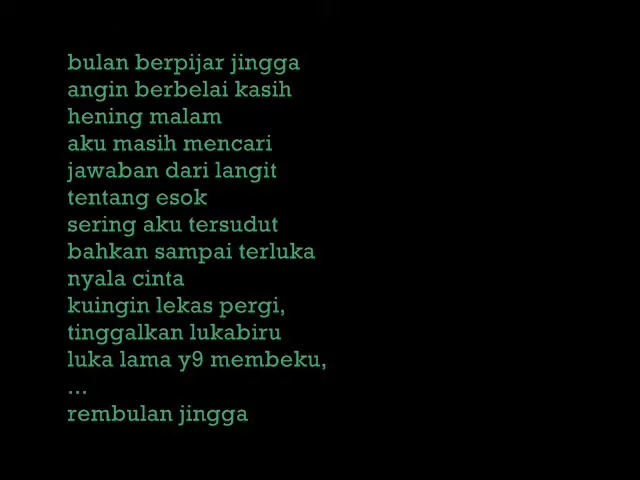 bulan berpijar jingga
angin berbelai kasih
hening malam
aku masih mencari
jawaban dari langit
tentang esok
sering aku tersudut
bahkan sampai terluka
nyala cinta
kuingin lekas pergi,
tinggalkan lukabiru
luka lama y9 membeku,
...
rembulan jingga